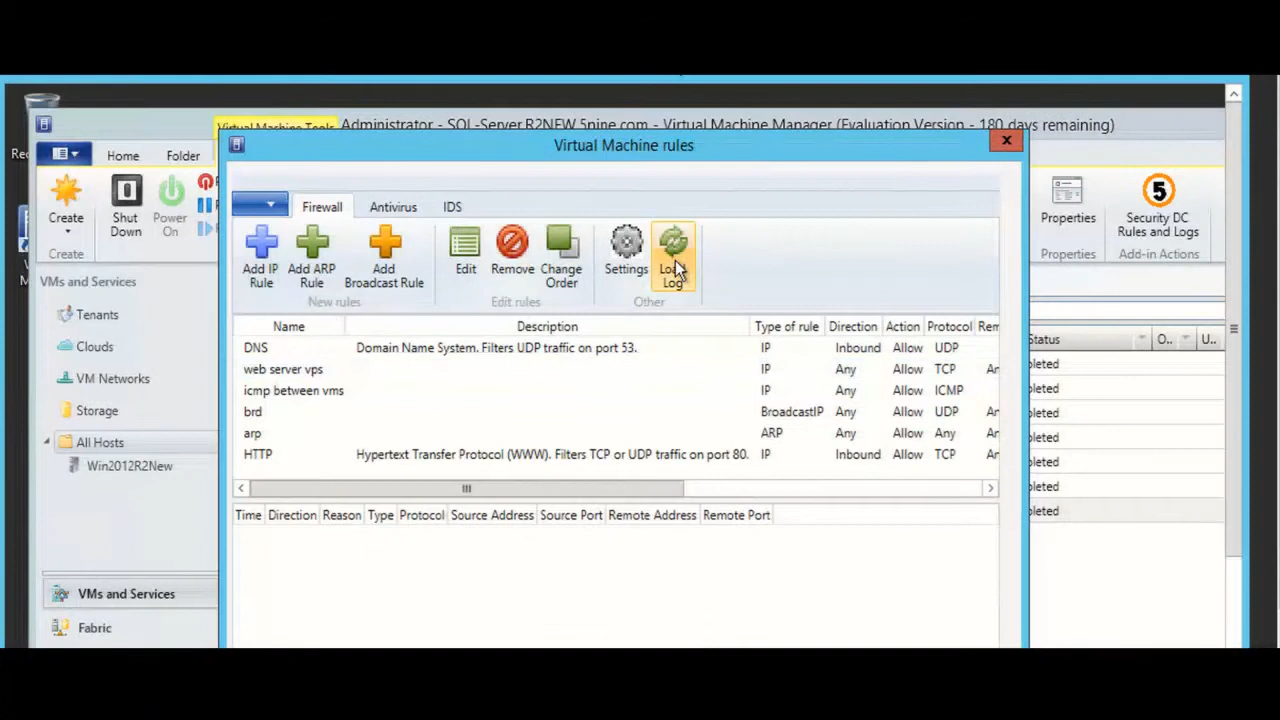 Virtual Machine Tools Administrator - SQL-Server.R2NEW.5nine.com - Virtual Machine Manager (Evaluation Version - 180 days remaining)
Virtual Machine rules
Home Folder
Firewall Antivirus IDS
Create
Shut Down
Power On
Create
Add IP Rule
Add ARP Rule
Add Broadcast Rule
New rules
Edit
Remove
Change Order
Edit rules
Settings
Log
Other
Properties
Properties
5
Security DC Rules and Logs
Add-in Actions
VMs and Services
Tenants
Clouds
VM Networks
Storage
All Hosts
Win2012R2New
VMs and Services
Fabric
Name Description Type of rule Direction Action Protocol Rem
DNS Domain Name System. Filters UDP traffic on port 53. IP Inbound Allow UDP
web server vps IP Any Allow TCP An
icmp between vms IP Any Allow ICMP
brd BroadcastIP Any Allow UDP An
arp ARP Any Allow Any An
HTTP Hypertext Transfer Protocol (WWW). Filters TCP or UDP traffic on port 80. IP Inbound Allow TCP An
Time Direction Reason Type Protocol Source Address Source Port Remote Address Remote Port
Status O.. U..
pleted
pleted
pleted
pleted
pleted
pleted
pleted